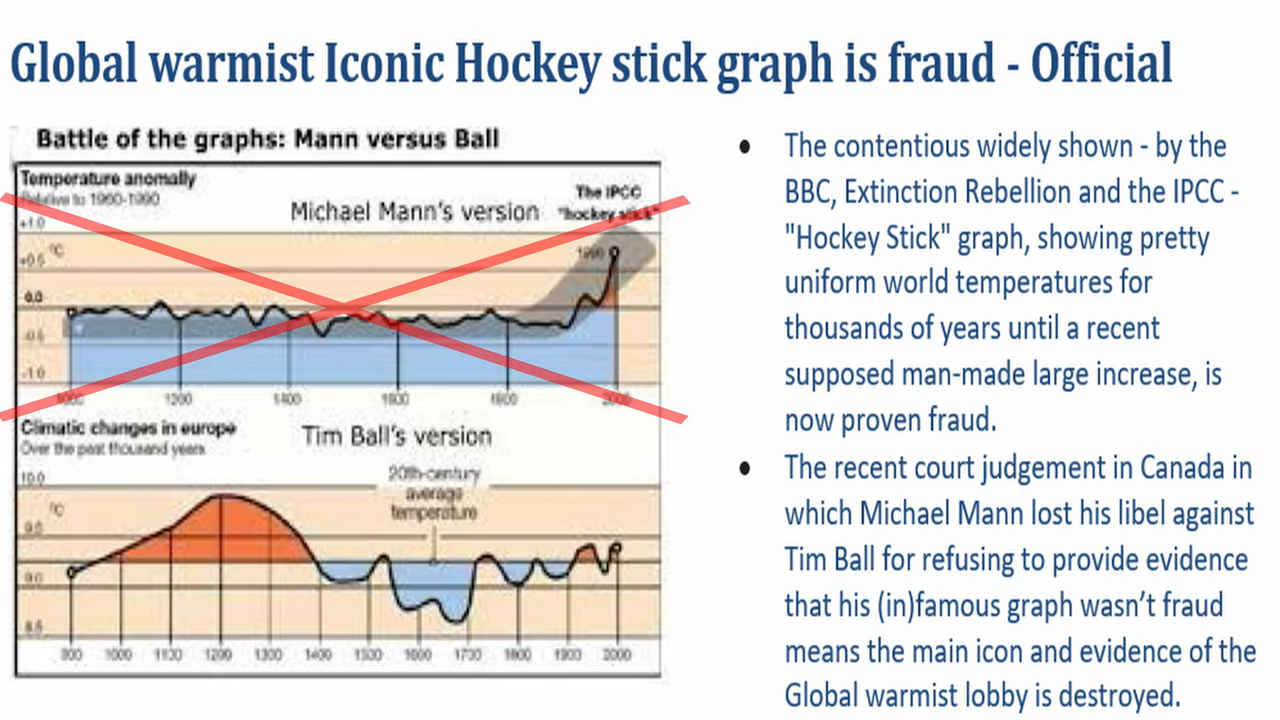 Global warmist Iconic Hockey stick graph is fraud - Official
Battle of the graphs: Mann versus Ball
Temperature anomaly
Relative to 1960-1990
The IPCC
Michael Mann's version
"hockey stick"
+1.0
°C
+0.5
1998
0.0
-0.5
-1.0
1000 1200 1400 1600 1800 2000
Climatic changes in europe
Over the past thousand years
Tim Ball's version
20th-century
average
temperature
10.0
°C
9.5
9.0
8.5
900 1000 1100 1200 1300 1400 1500 1600 1700 1800 1900 2000
• The contentious widely shown - by the
BBC, Extinction Rebellion and the IPCC -
"Hockey Stick" graph, showing pretty
uniform world temperatures for
thousands of years until a recent
supposed man-made large increase, is
now proven fraud.
• The recent court judgement in Canada in
which Michael Mann lost his libel against
Tim Ball for refusing to provide evidence
that his (in)famous graph wasn't fraud
means the main icon and evidence of the
Global warmist lobby is destroyed.